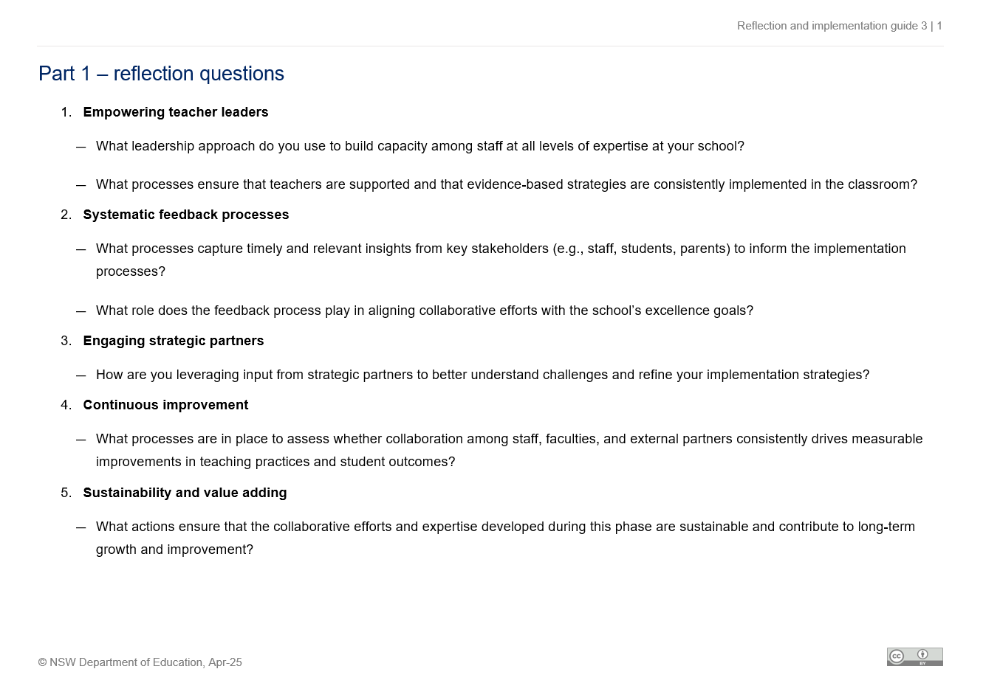 Reflection and implementation guide 3 | 1
Part 1 – reflection questions
1. Empowering teacher leaders
— What leadership approach do you use to build capacity among staff at all levels of expertise at your school?
— What processes ensure that teachers are supported and that evidence-based strategies are consistently implemented in the classroom?
2. Systematic feedback processes
— What processes capture timely and relevant insights from key stakeholders (e.g., staff, students, parents) to inform the implementation
processes?
— What role does the feedback process play in aligning collaborative efforts with the school’s excellence goals?
3. Engaging strategic partners
— How are you leveraging input from strategic partners to better understand challenges and refine your implementation strategies?
4. Continuous improvement
— What processes are in place to assess whether collaboration among staff, faculties, and external partners consistently drives measurable
improvements in teaching practices and student outcomes?
5. Sustainability and value adding
— What actions ensure that the collaborative efforts and expertise developed during this phase are sustainable and contribute to long-term
growth and improvement?
© NSW Department of Education, Apr-25
cc
BY